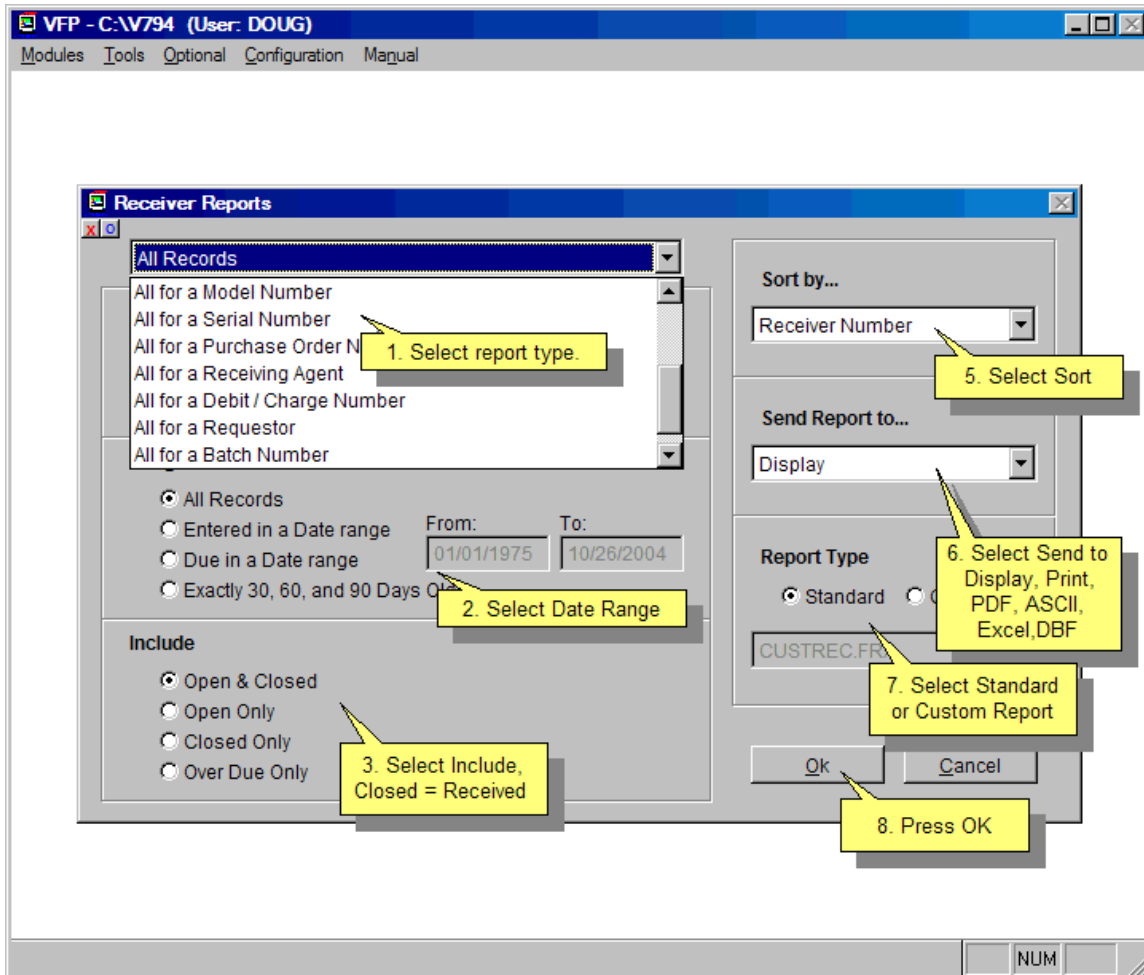 VFP - C:\V794 (User: DOUG)
Modules Tools Optional Configuration Manual
Receiver Reports
X O
All Records
All for a Model Number
All for a Serial Number
All for a Purchase Order N
All for a Receiving Agent
All for a Debit / Charge Number
All for a Requestor
All for a Batch Number
1. Select report type.
All Records
Entered in a Date range
Due in a Date range
Exactly 30, 60, and 90 Days Old
From: To:
01/01/1975 10/26/2004
2. Select Date Range
Include
Open & Closed
Open Only
Closed Only
Over Due Only
3. Select Include,
Closed = Received
Sort by...
Receiver Number
5. Select Sort
Send Report to...
Display
6. Select Send to
Display, Print,
PDF, ASCII,
Excel,DBF
Report Type
Standard
CUSTREC.FR
7. Select Standard
or Custom Report
Ok Cancel
8. Press OK
NUM